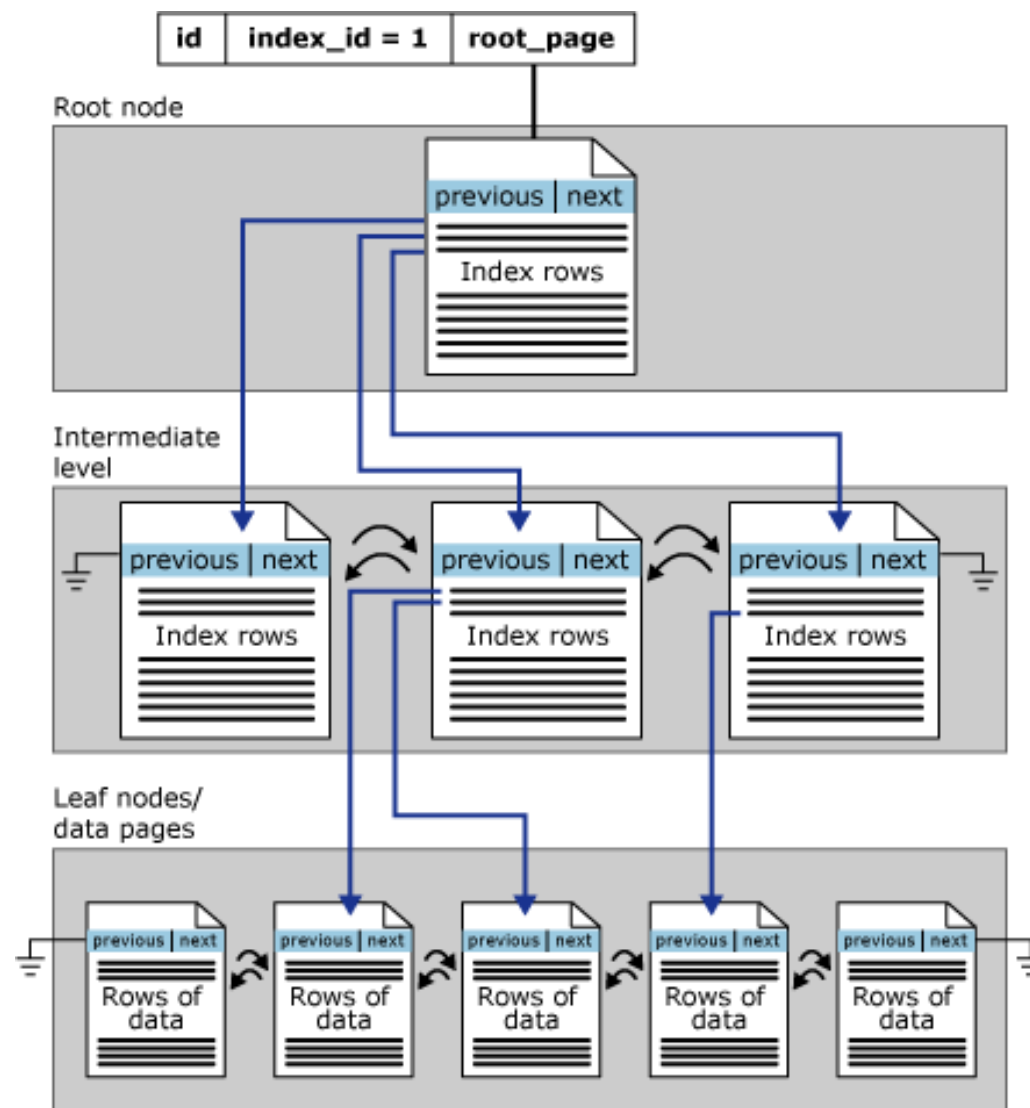 id index_id = 1 root_page
Root node
previous next
Index rows
Intermediate
level
previous next previous next previous next
Index rows Index rows Index rows
Leaf nodes/
data pages
previous next previous next previous next previous next previous next
Rows of Rows of Rows of Rows of Rows of
data data data data data